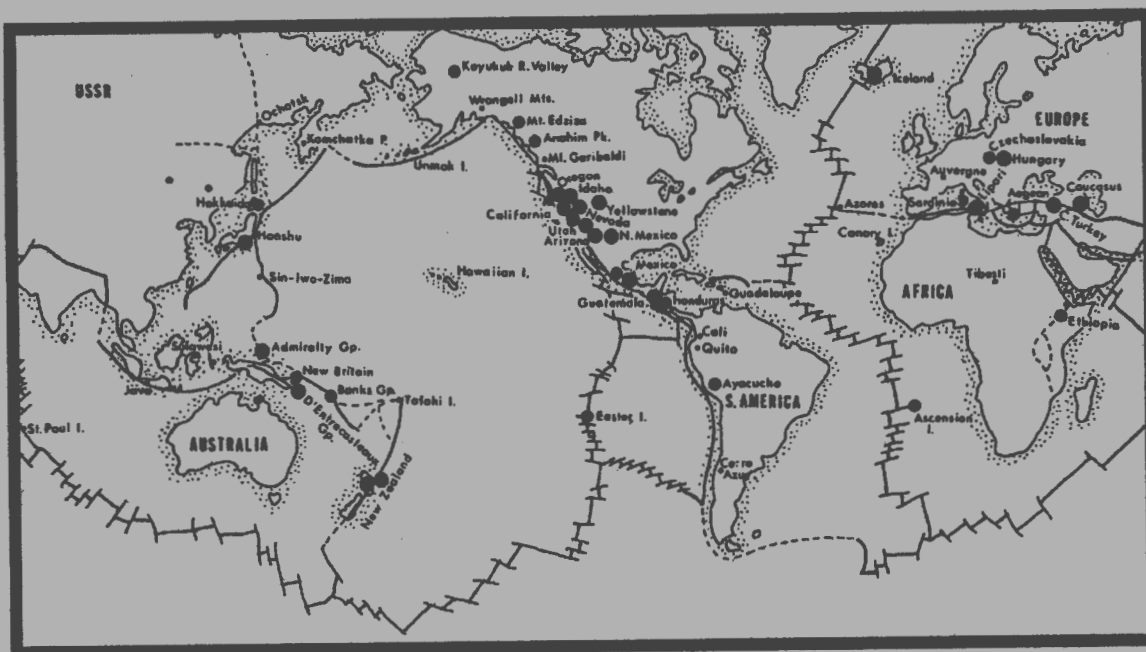 USSR
Ochotsk
Kamchatka P.
Koyukuk R. Valley
Wrangell Mts.
Mt. Edziza
Anahim Pk.
Mt. Garibaldi
Unmak I.
Oregon
Idaho
Yellowstone
California
Nevada
Utah
Arizona
N. Mexico
C. Mexico
Guatemala
Honduras
Guadaloupe
Hokkaido
Honshu
Sin-Iwo-Zima
Hawaiian I.
Sulawesi
Java
Admiralty Gp.
New Britain
Banks Gp.
Tafahi I.
D'Entrecasteaux
Gp.
St. Paul I.
AUSTRALIA
New Zealand
Easter I.
Cali
Quito
Ayacucho
S. AMERICA
Cerro
Azul
Iceland
EUROPE
Czechoslovakia
Hungary
Auvergne
Sardinia
Aegean
Caucasus
Turkey
Azores
Canary I.
Tibesti
AFRICA
Ethiopia
Ascension
I.